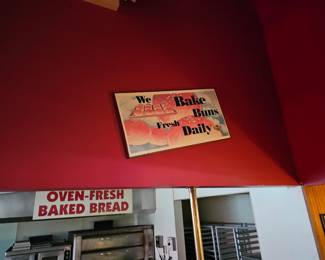 We Bake
Buns
Fresh Daily
OVEN-FRESH
BAKED BREAD